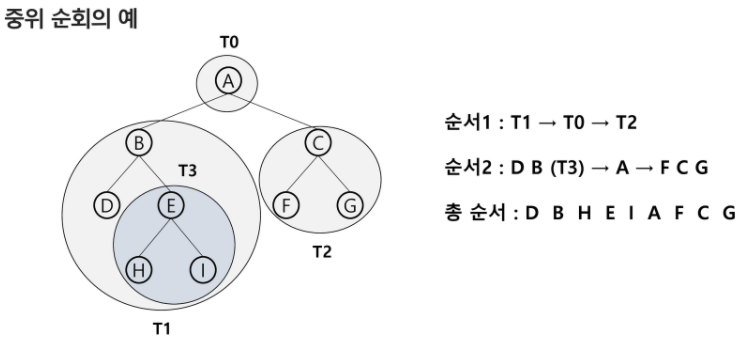 중위 순회의 예
T0
A
B
C
T3
D
E
F
G
H
I
T2
T1
순서1 : T1 → T0 → T2
순서2 : D B (T3) → A → F C G
총 순서 : D B H E I A F C G